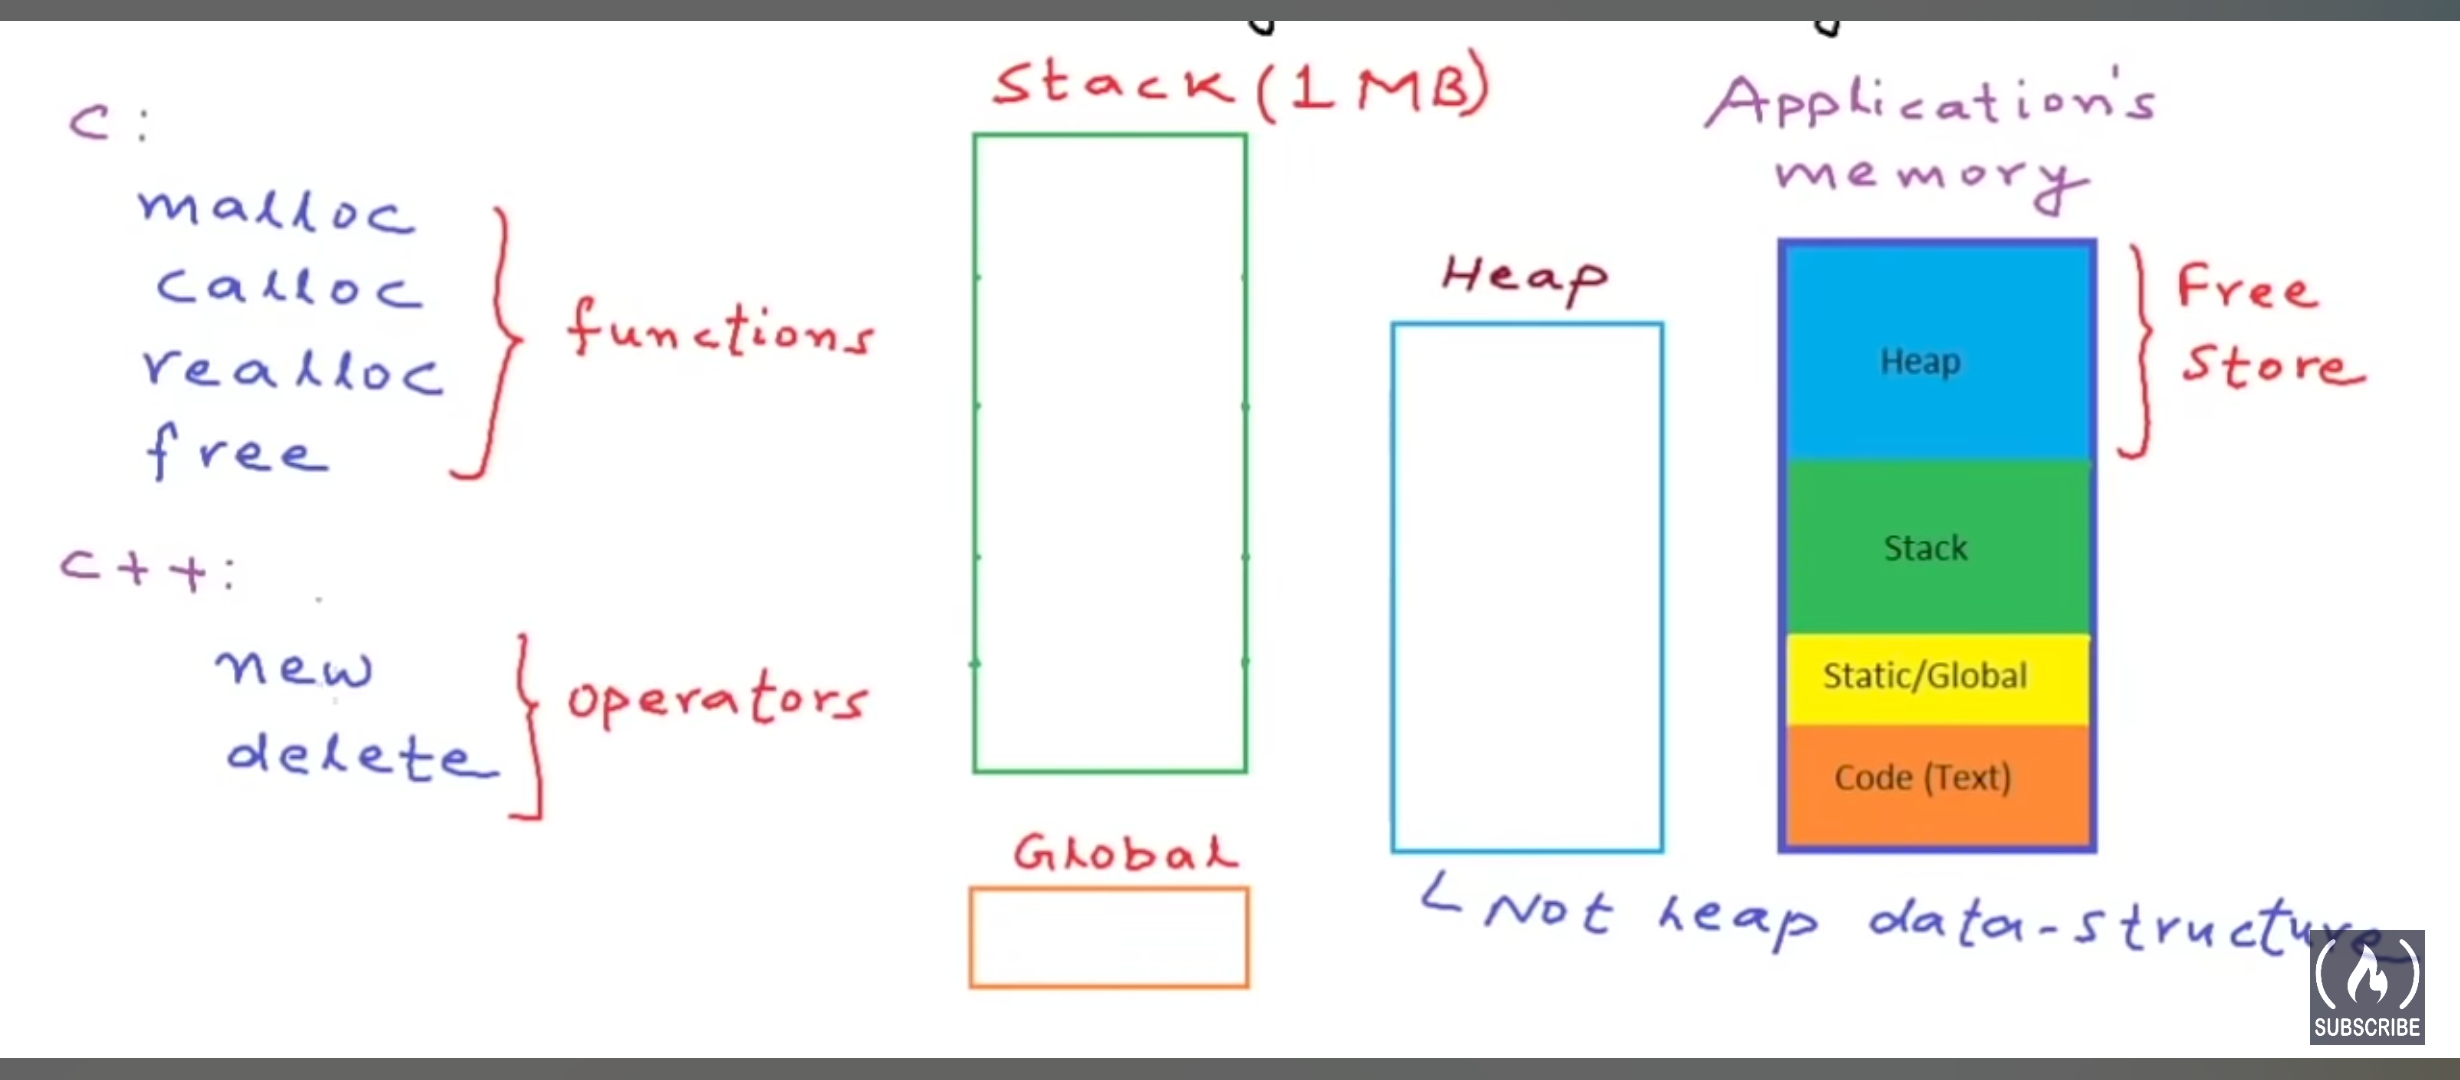 C:
malloc
calloc
realloc
free
functions
C++:
new
delete
operators
Stack (1 MB)
Global
Heap
Not heap data-structure
Application's
memory
Heap
Stack
Static/Global
Code (Text)
Free
Store
SUBSCRIBE